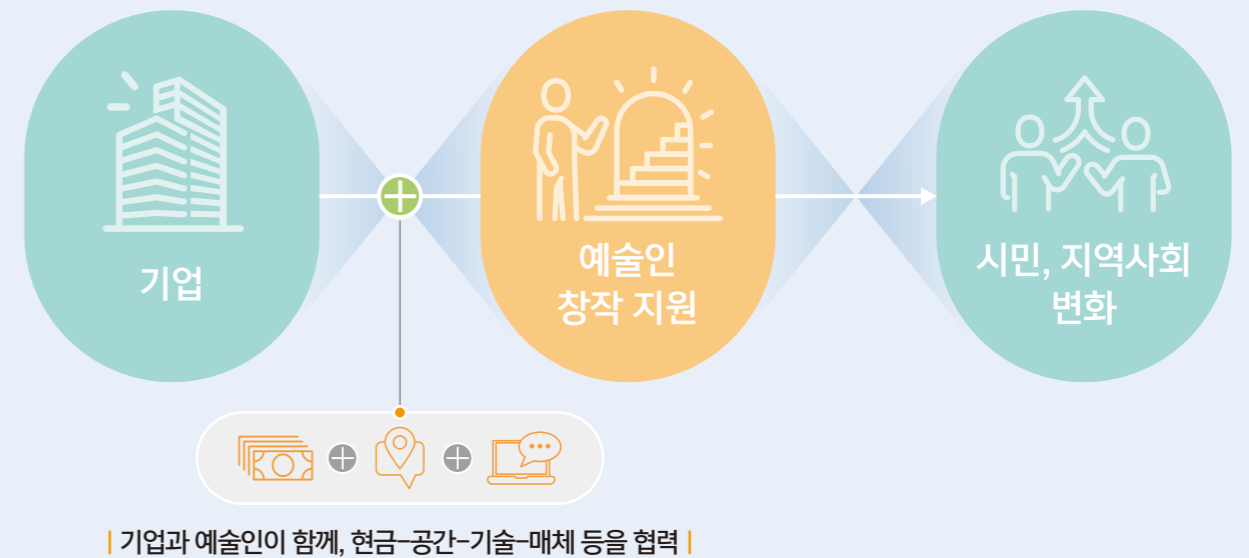 기업
예술인
창작 지원
시민, 지역사회
변화
| 기업과 예술인이 함께, 현금-공간-기술-매체 등을 협력 |